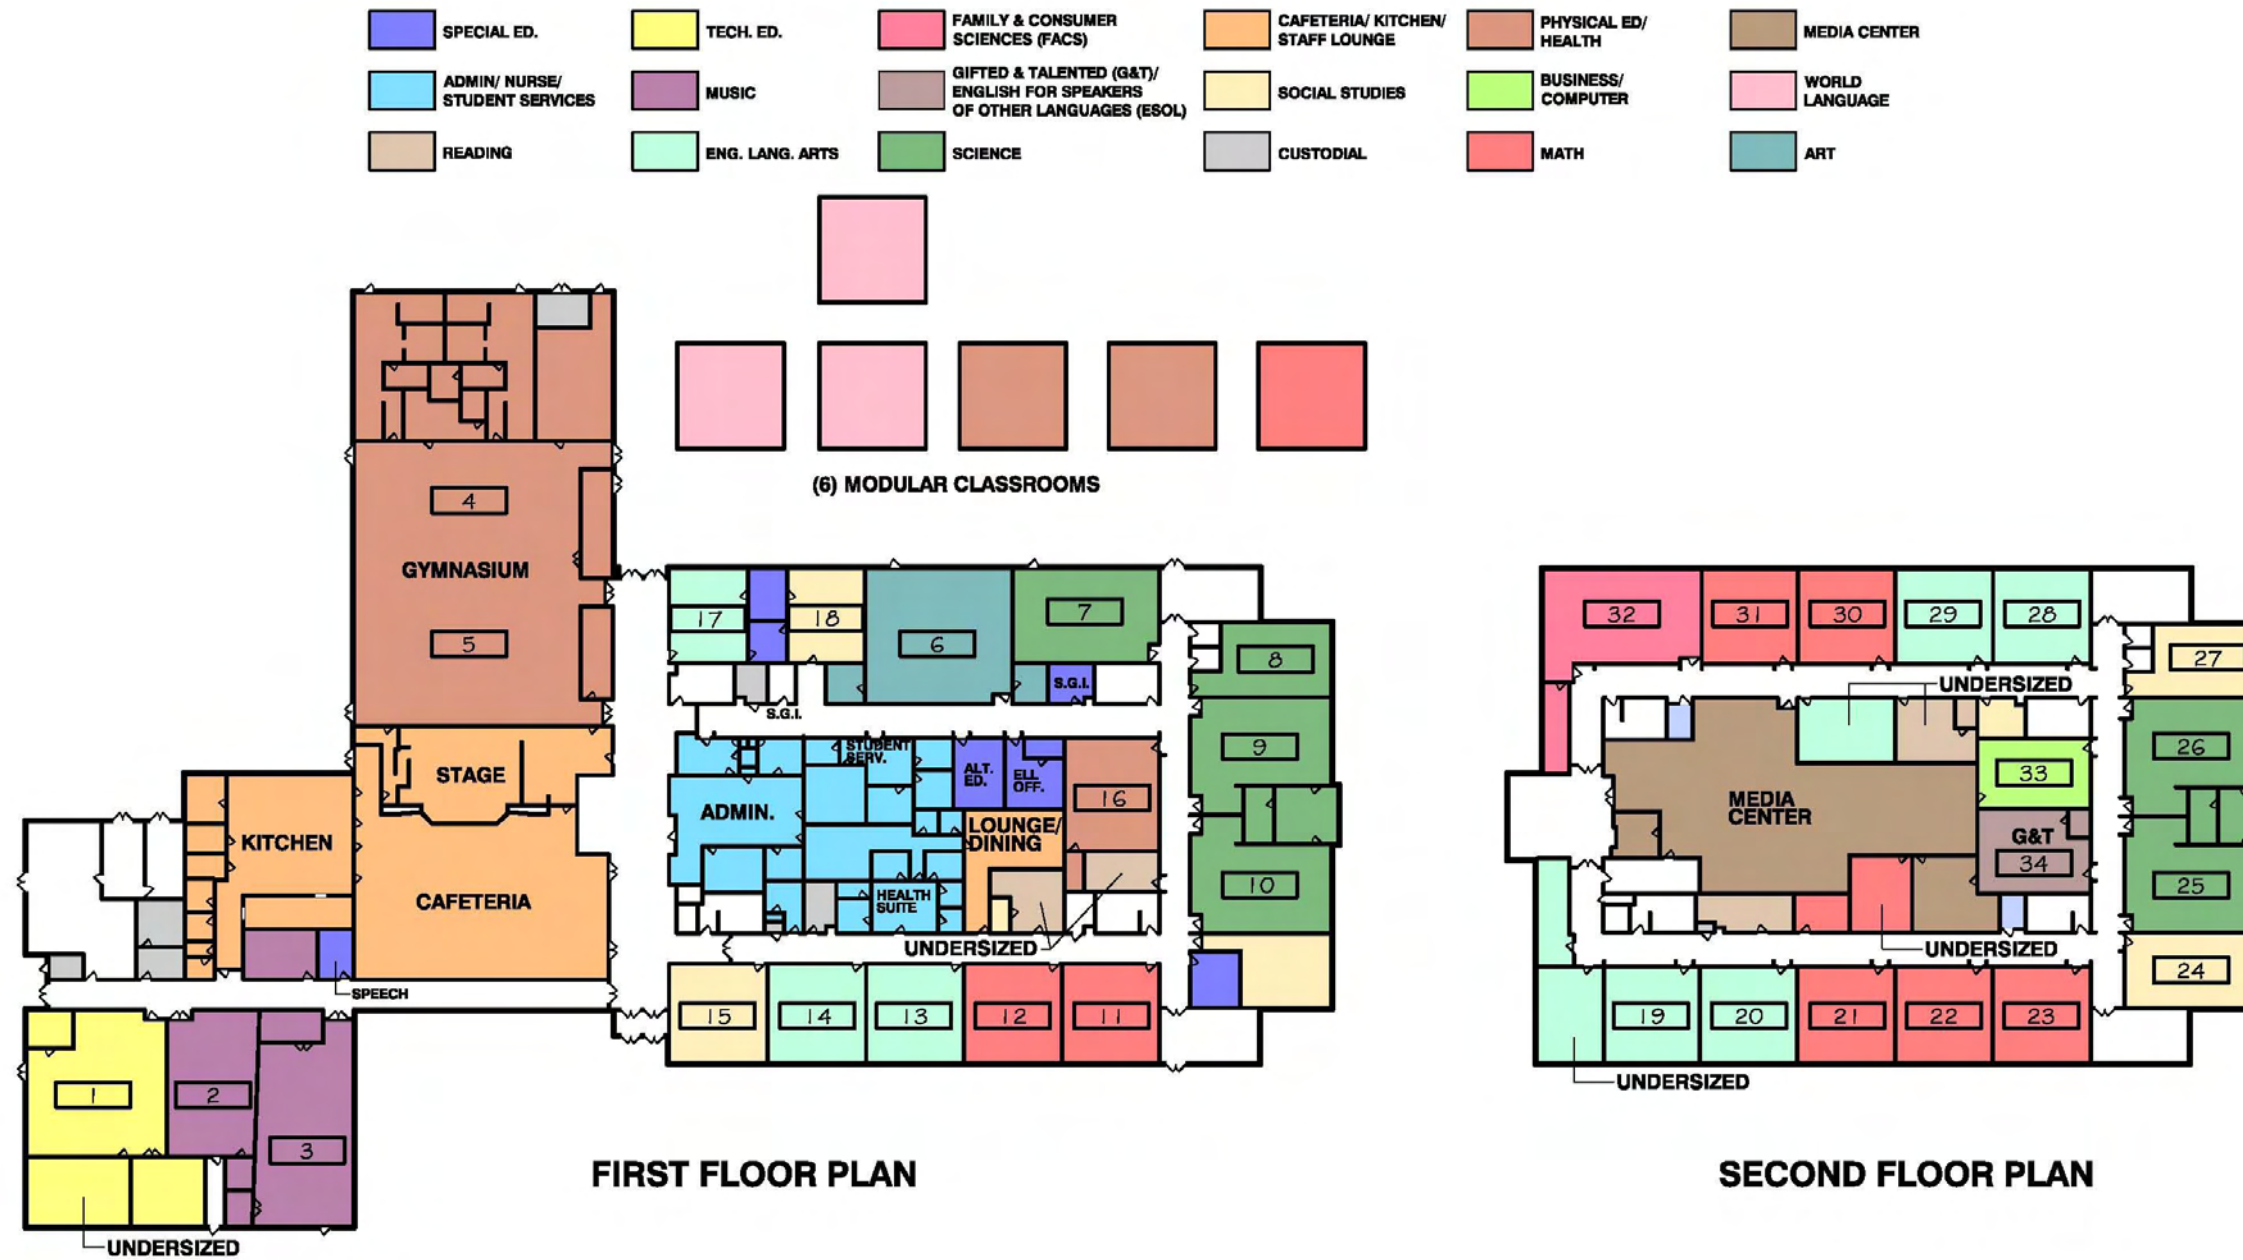 SPECIAL ED.
TECH. ED.
FAMILY & CONSUMER
SCIENCES (FACS)
CAFETERIA/ KITCHEN/
STAFF LOUNGE
PHYSICAL ED/
HEALTH
MEDIA CENTER
ADMIN/ NURSE/
STUDENT SERVICES
MUSIC
GIFTED & TALENTED (G&T)/
ENGLISH FOR SPEAKERS
OF OTHER LANGUAGES (ESOL)
SOCIAL STUDIES
BUSINESS/
COMPUTER
WORLD
LANGUAGE
READING
ENG. LANG. ARTS
SCIENCE
CUSTODIAL
MATH
ART
(6) MODULAR CLASSROOMS
4
GYMNASIUM
5
STAGE
KITCHEN
CAFETERIA
SPEECH
1
2
3
UNDERSIZED
17
18
6
7
8
S.G.I.
S.G.I.
STUDENT
SERV.
ALT.
ED.
ELL
OFF.
9
16
ADMIN.
LOUNGE/
DINING
10
HEALTH
SUITE
UNDERSIZED
15
14
13
12
11
FIRST FLOOR PLAN
32
31
30
29
28
27
UNDERSIZED
26
33
MEDIA
CENTER
G&T
34
25
UNDERSIZED
24
19
20
21
22
23
UNDERSIZED
SECOND FLOOR PLAN